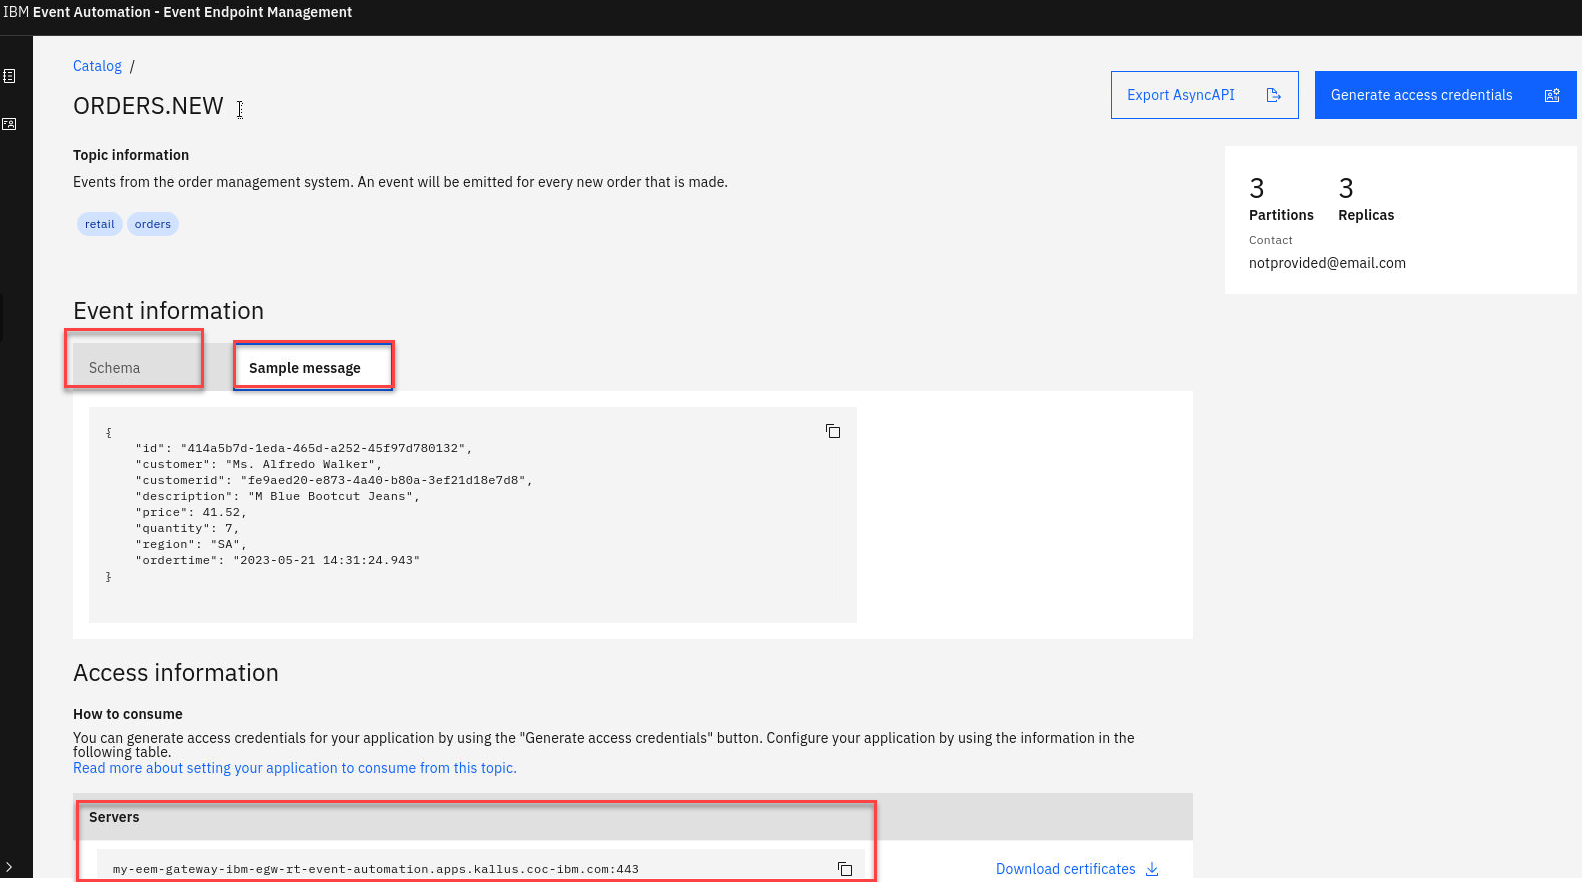 IBM Event Automation - Event Endpoint Management
Catalog /
ORDERS.NEW
Export AsyncAPI
Generate access credentials
Topic information
Events from the order management system. An event will be emitted for every new order that is made.
retail orders
3 3
Partitions Replicas
Contact
notprovided@email.com
Event information
Schema
Sample message
{
"id": "414a5b7d-1eda-465d-a252-45f97d780132",
"customer": "Ms. Alfredo Walker",
"customerid": "fe9aed20-e873-4a40-b80a-3ef21d18e7d8",
"description": "M Blue Bootcut Jeans",
"price": 41.52,
"quantity": 7,
"region": "SA",
"ordertime": "2023-05-21 14:31:24.943"
}
Access information
How to consume
You can generate access credentials for your application by using the "Generate access credentials" button. Configure your application by using the information in the
following table.
Read more about setting your application to consume from this topic.
Servers
my-eem-gateway-ibm-egw-rt-event-automation.apps.kallus.coc-ibm.com:443
Download certificates